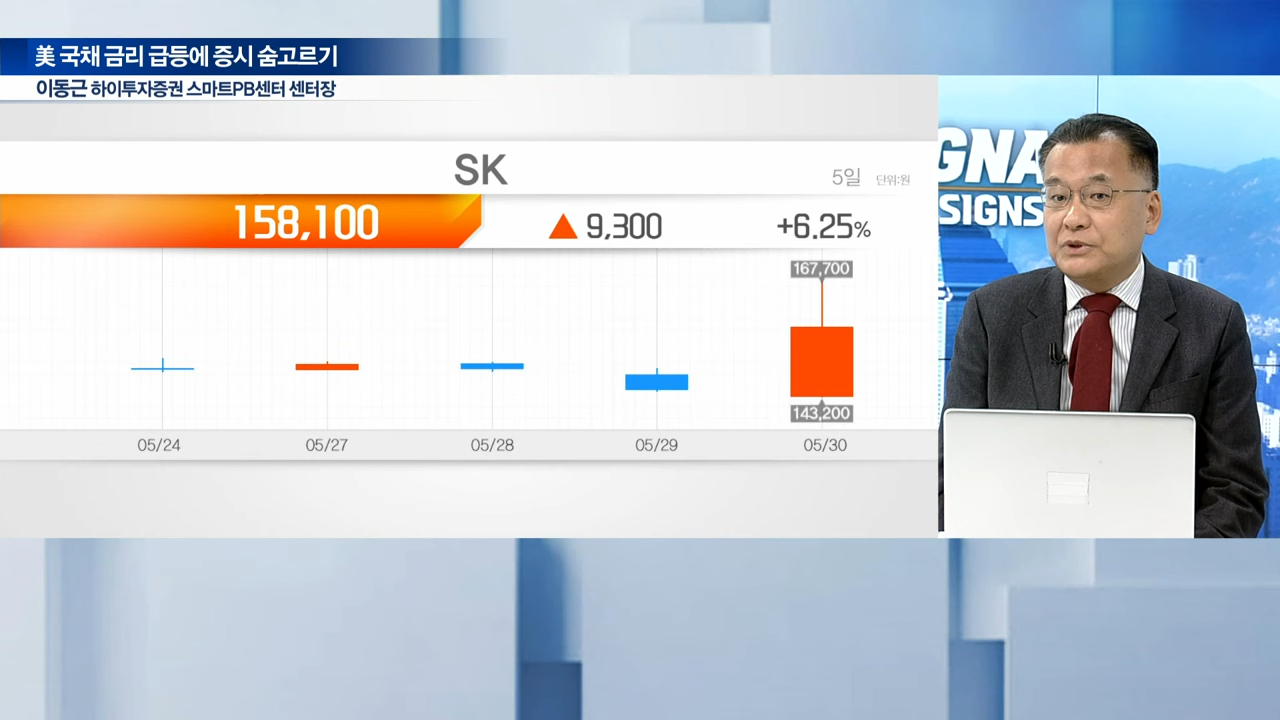 美 국채 금리 급등에 증시 숨고르기
이동근 하이투자증권 스마트PB센터 센터장
SK
5일 단위:원
158,100 ▲ 9,300 +6.25%
167,700
143,200
05/24 05/27 05/28 05/29 05/30
GNA
SIGNS